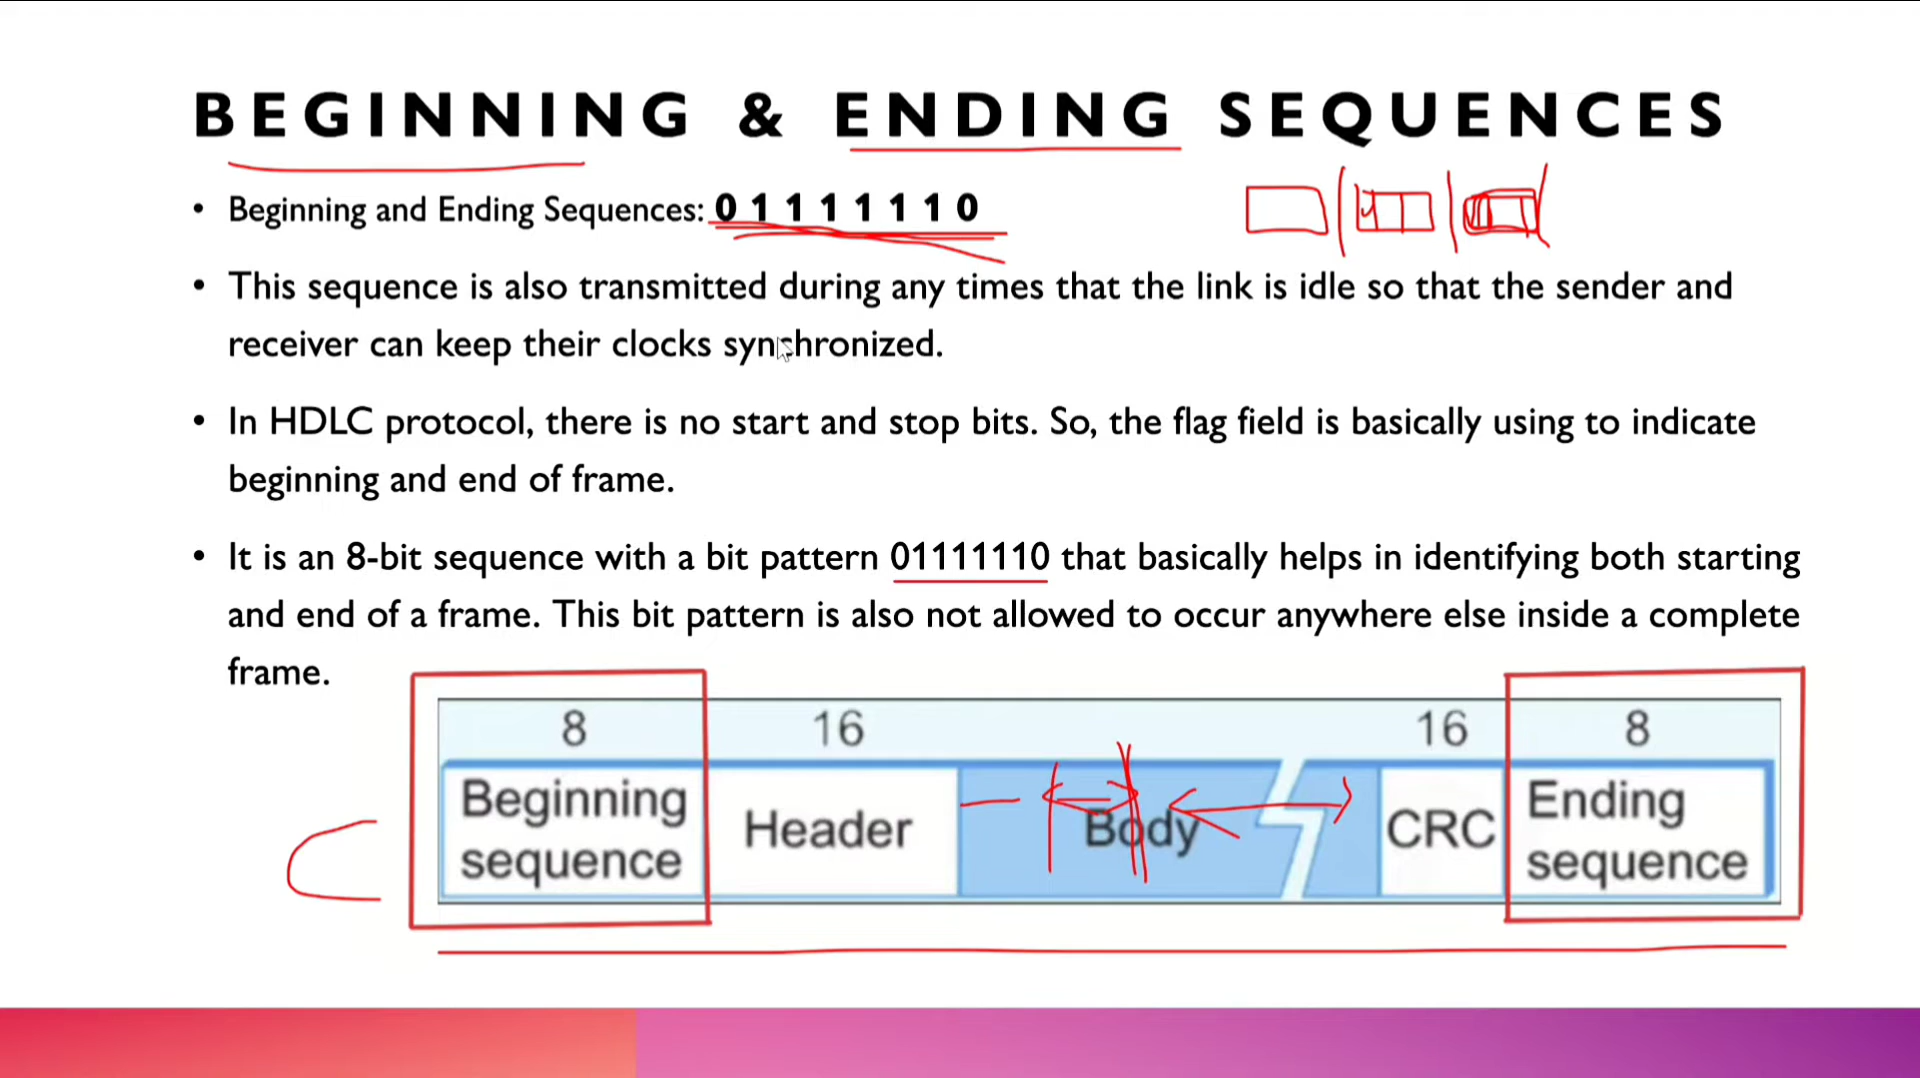 BEGINNING & ENDING SEQUENCES
• Beginning and Ending Sequences: 0 1 1 1 1 1 1 0
• This sequence is also transmitted during any times that the link is idle so that the sender and
receiver can keep their clocks synchronized.
• In HDLC protocol, there is no start and stop bits. So, the flag field is basically using to indicate
beginning and end of frame.
• It is an 8-bit sequence with a bit pattern 01111110 that basically helps in identifying both starting
and end of a frame. This bit pattern is also not allowed to occur anywhere else inside a complete
frame.
8 16 16 8
Beginning sequence Header Body CRC Ending sequence